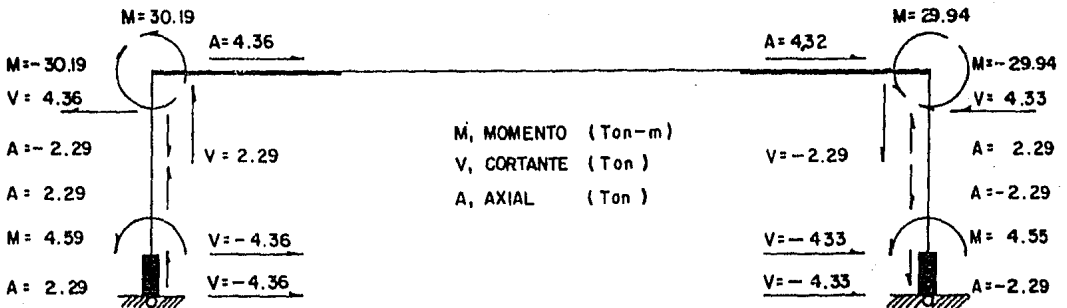 M=30.19
M=-30.19
V= 4.36
A=-2.29
A= 2.29
M= 4.59
A= 2.29
A=4.36
V= 2.29
V=-4.36
V=-4.36
M, MOMENTO (Ton-m)
V, CORTANTE (Ton)
A, AXIAL (Ton)
M=29.94
A= 4,32
V=-2.29
V=- 433
V=- 4.33
M=-29.94
V= 4.33
A= 2.29
A=-2.29
M= 4.55
A=-2.29